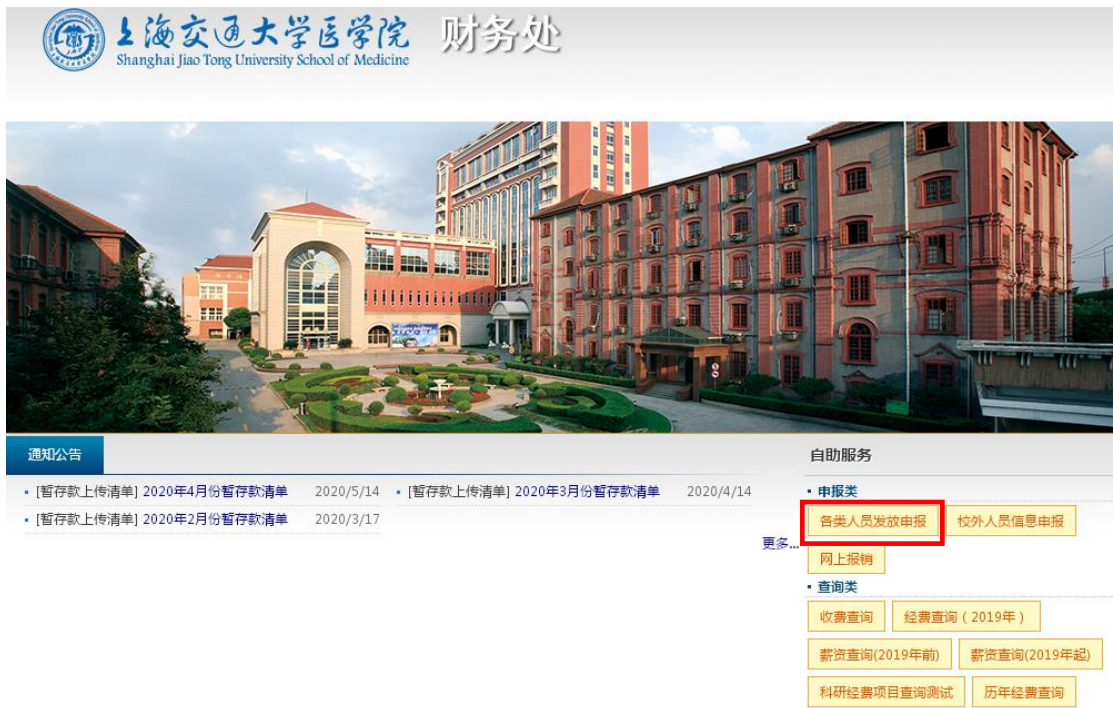 上海交通大学医学院 财务处
Shanghai Jiao Tong University School of Medicine
通知公告
[暂存款上传清单] 2020年4月份暂存款清单 2020/5/14
[暂存款上传清单] 2020年3月份暂存款清单 2020/4/14
[暂存款上传清单] 2020年2月份暂存款清单 2020/3/17
更多...
自助服务
申报类
各类人员发放申报 校外人员信息申报
网上报销
查询类
收费查询 经费查询（2019年）
薪资查询(2019年前) 薪资查询(2019年起)
科研经费项目查询测试 历年经费查询